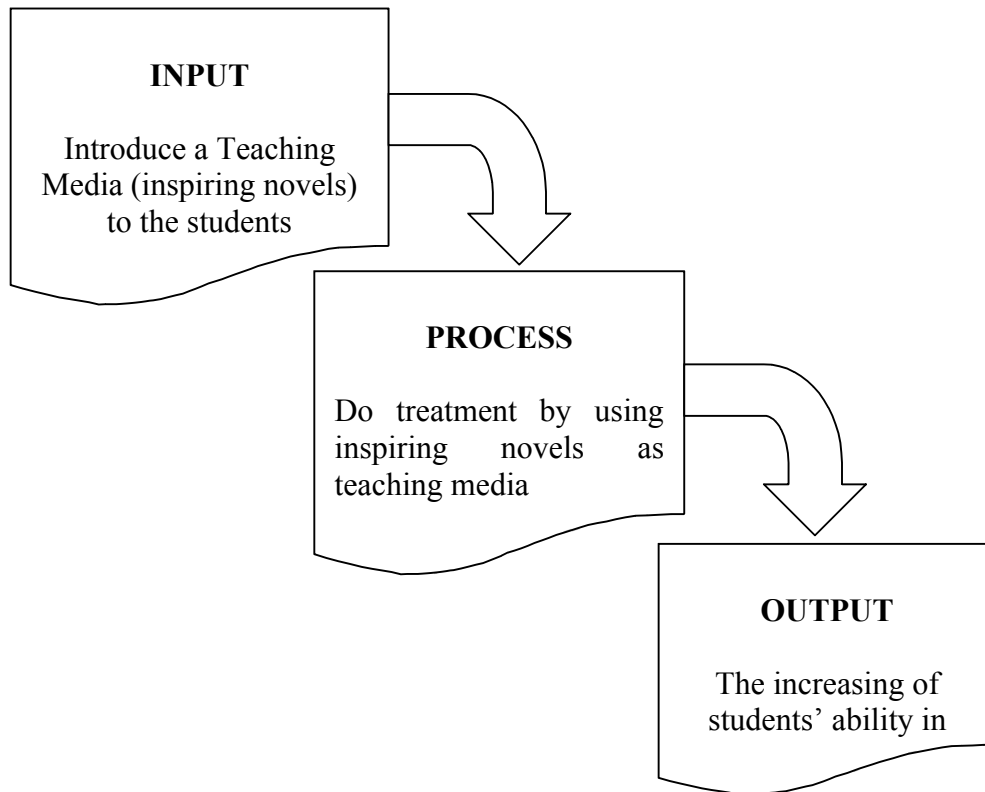 INPUT
Introduce a Teaching
Media (inspiring novels)
to the students
PROCESS
Do treatment by using
inspiring novels as
teaching media
OUTPUT
The increasing of
students’ ability in